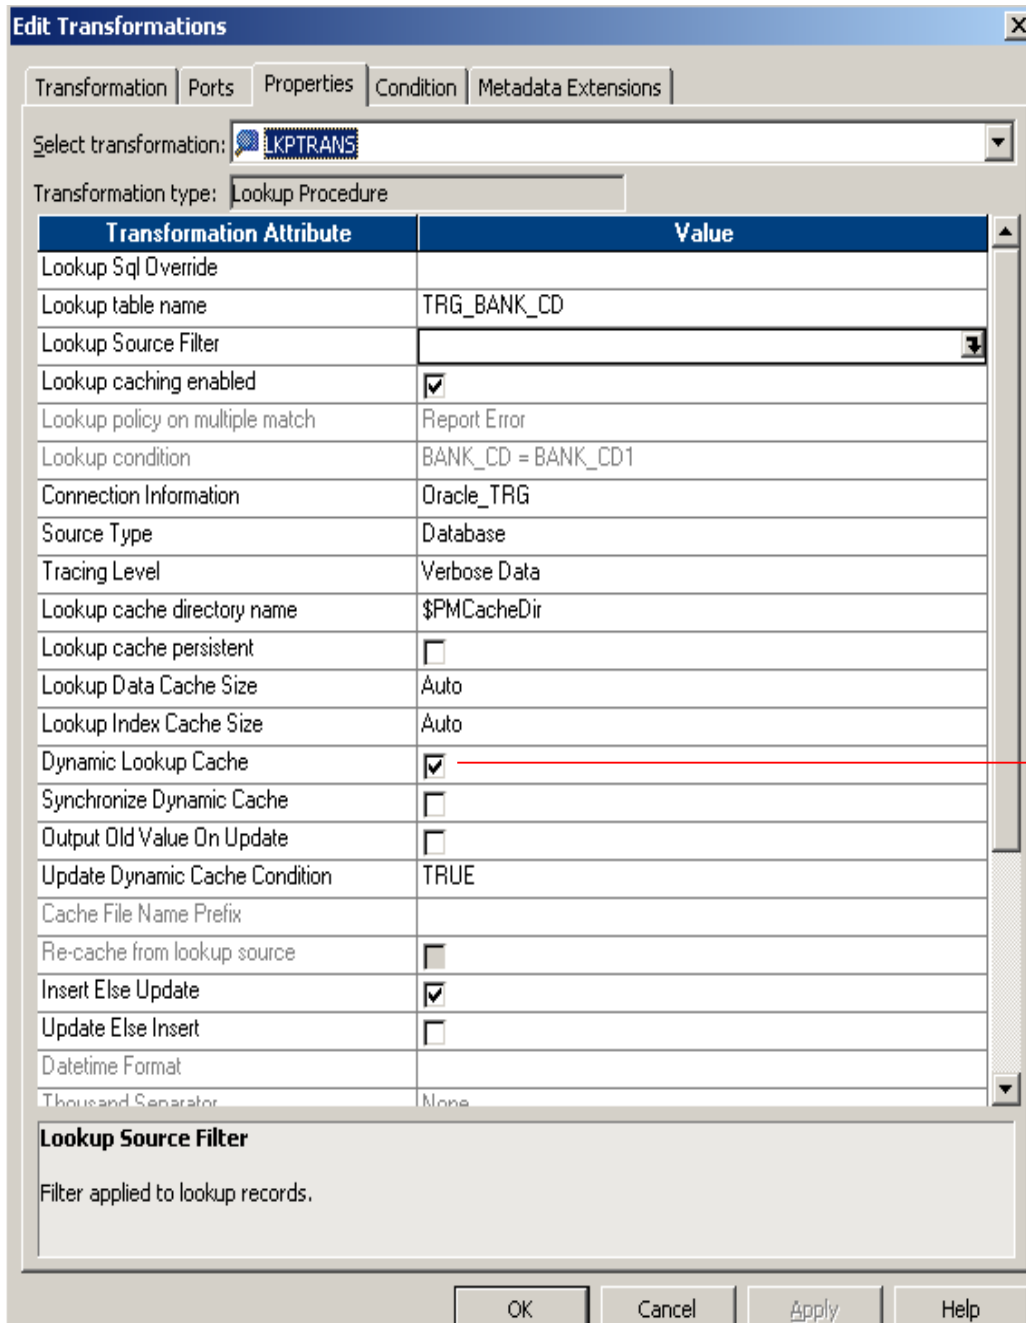 Edit Transformations
Transformation Ports Properties Condition Metadata Extensions
Select transformation: LKPTRANS
Transformation type: Lookup Procedure
Transformation Attribute Value
Lookup Sql Override
Lookup table name TRG_BANK_CD
Lookup Source Filter
Lookup caching enabled
Lookup policy on multiple match Report Error
Lookup condition BANK_CD = BANK_CD1
Connection Information Oracle_TRG
Source Type Database
Tracing Level Verbose Data
Lookup cache directory name $PMCacheDir
Lookup cache persistent
Lookup Data Cache Size Auto
Lookup Index Cache Size Auto
Dynamic Lookup Cache
Synchronize Dynamic Cache
Output Old Value On Update
Update Dynamic Cache Condition TRUE
Cache File Name Prefix
Re-cache from lookup source
Insert Else Update
Update Else Insert
Datetime Format
Thousand Separator None
Lookup Source Filter
Filter applied to lookup records.
OK Cancel Apply Help